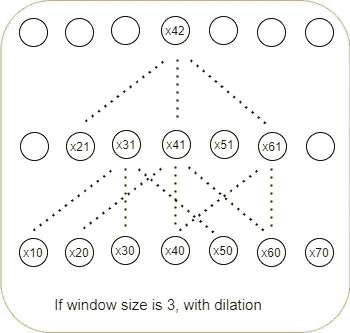 x42
x21 x31 x41 x51 x61
x10 x20 x30 x40 x50 x60 x70
If window size is 3, with dilation